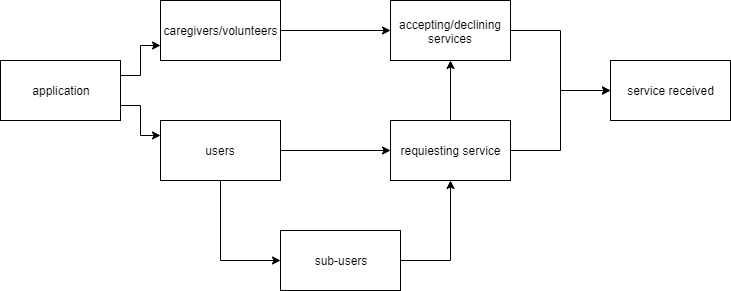 caregivers/volunteers
accepting/declining
services
application
service received
users
requiesting service
sub-users